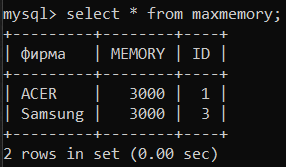 mysql> select * from maxmemory;
+---------+--------+----+
| фирма   | MEMORY | ID |
+---------+--------+----+
| ACER    |   3000 |  1 |
| Samsung |   3000 |  3 |
+---------+--------+----+
2 rows in set (0.00 sec)